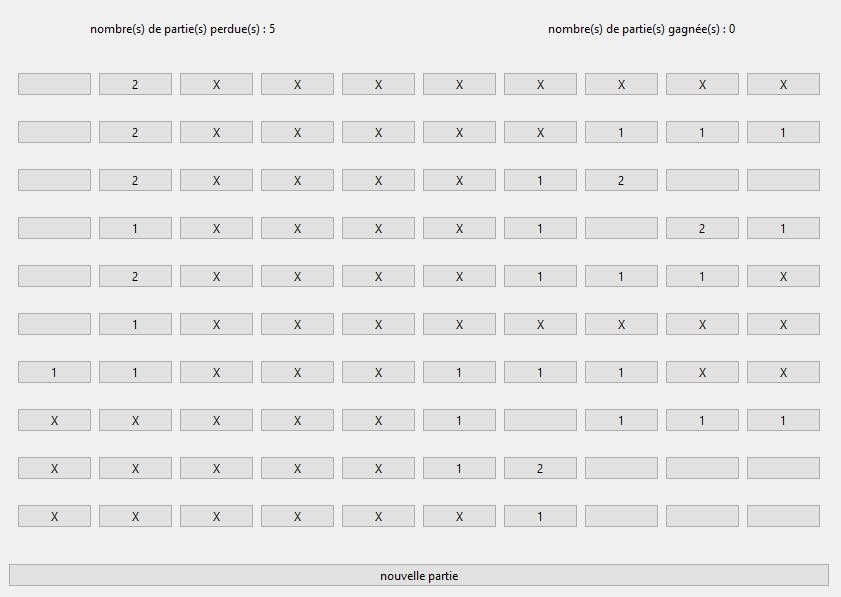 nombre(s) de partie(s) perdue(s) : 5 nombre(s) de partie(s) gagnée(s) : 0
2 X X X X X X X X
2 X X X X X 1 1 1
2 X X X X 1 2
1 X X X X 1 2 1
2 X X X X 1 1 1 X
1 X X X X X X X X
1 1 X X X 1 1 1 X X
X X X X X 1 1 1 1
X X X X X 1 2
X X X X X X 1
nouvelle partie